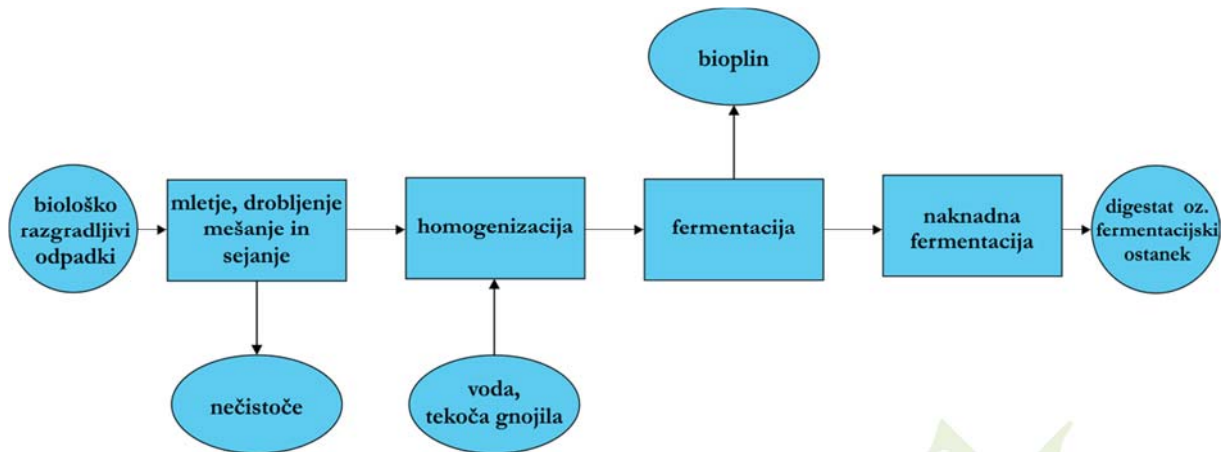 bioplin
biološko
razgradljivi
odpadki
mletje, drobljenje
mešanje in
sejanje
homogenizacija
fermentacija
naknadna
fermentacija
digestat oz.
fermentacijski
ostanek
nečistoče
voda,
tekoča gnojila